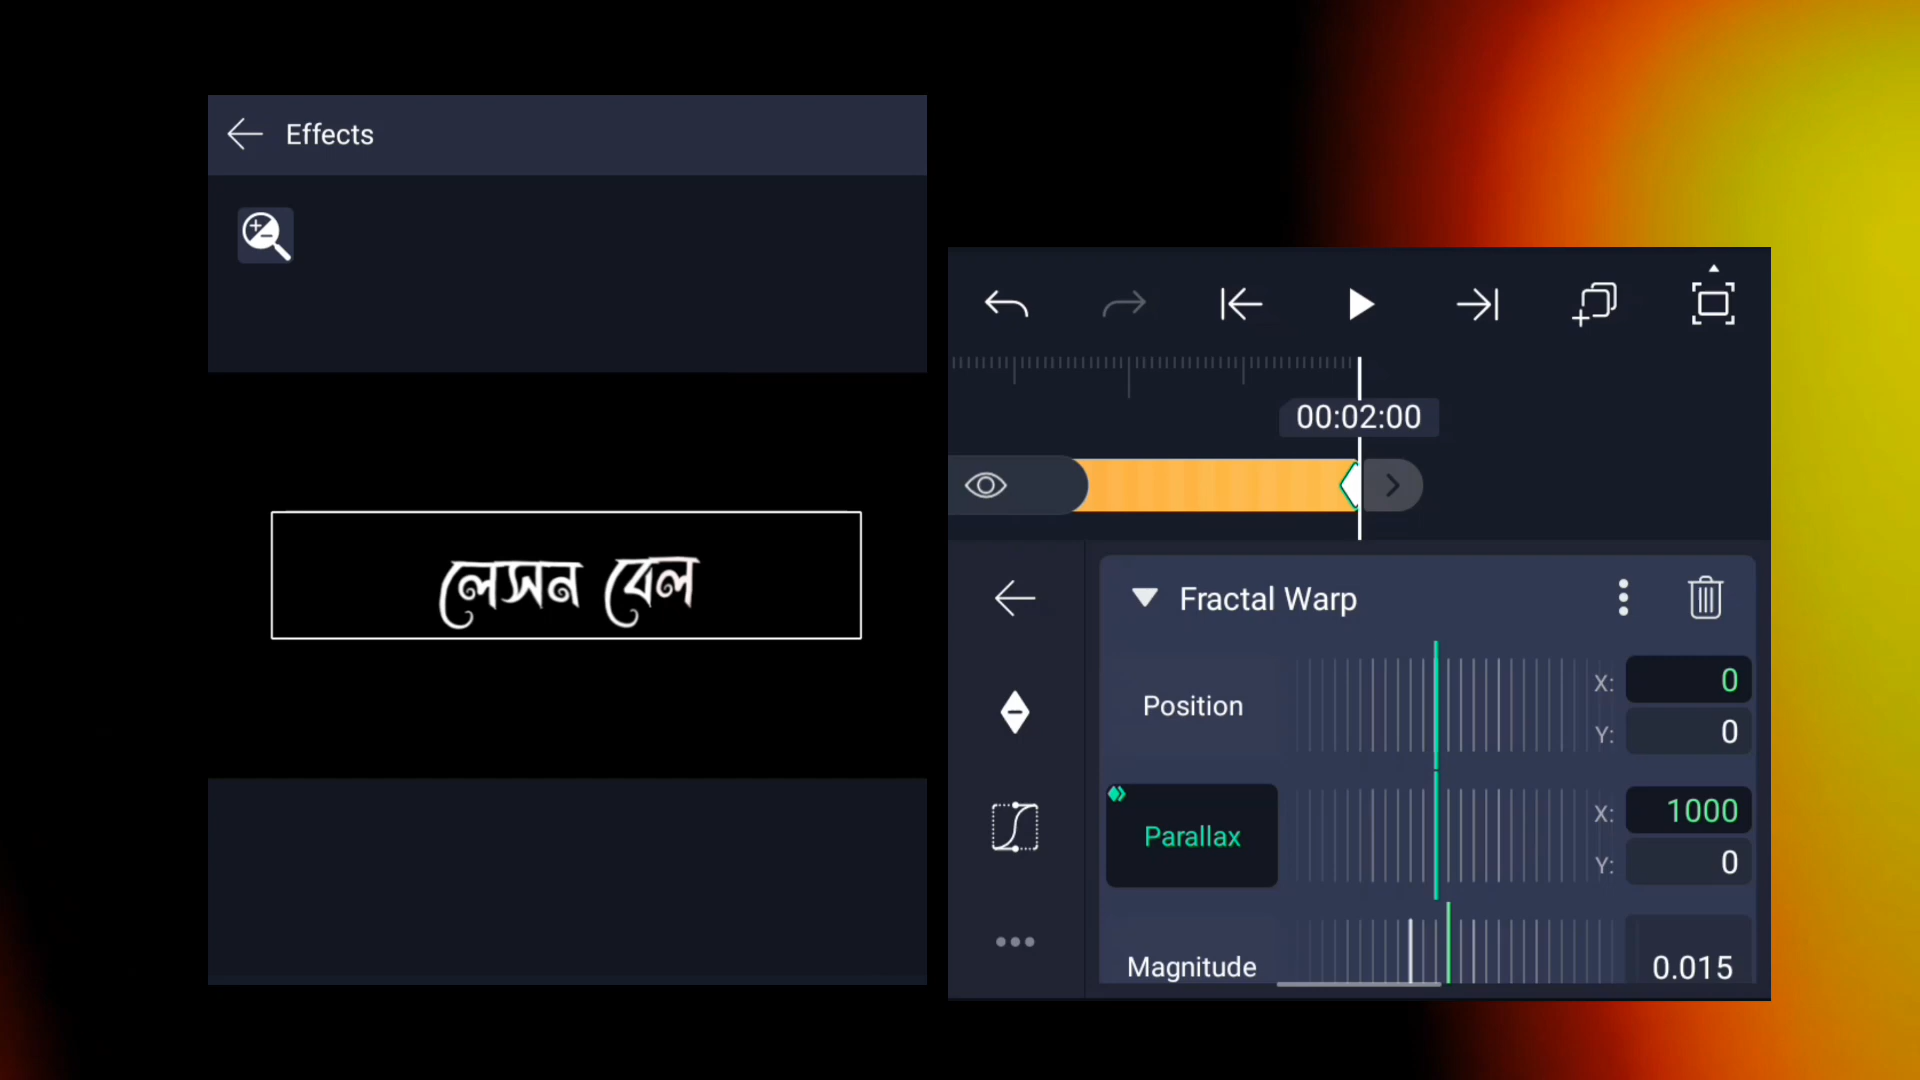 Effects
লেসন বেল
00:02:00
Fractal Warp
Position
X: 0
Y: 0
Parallax
X: 1000
Y: 0
Magnitude
0.015